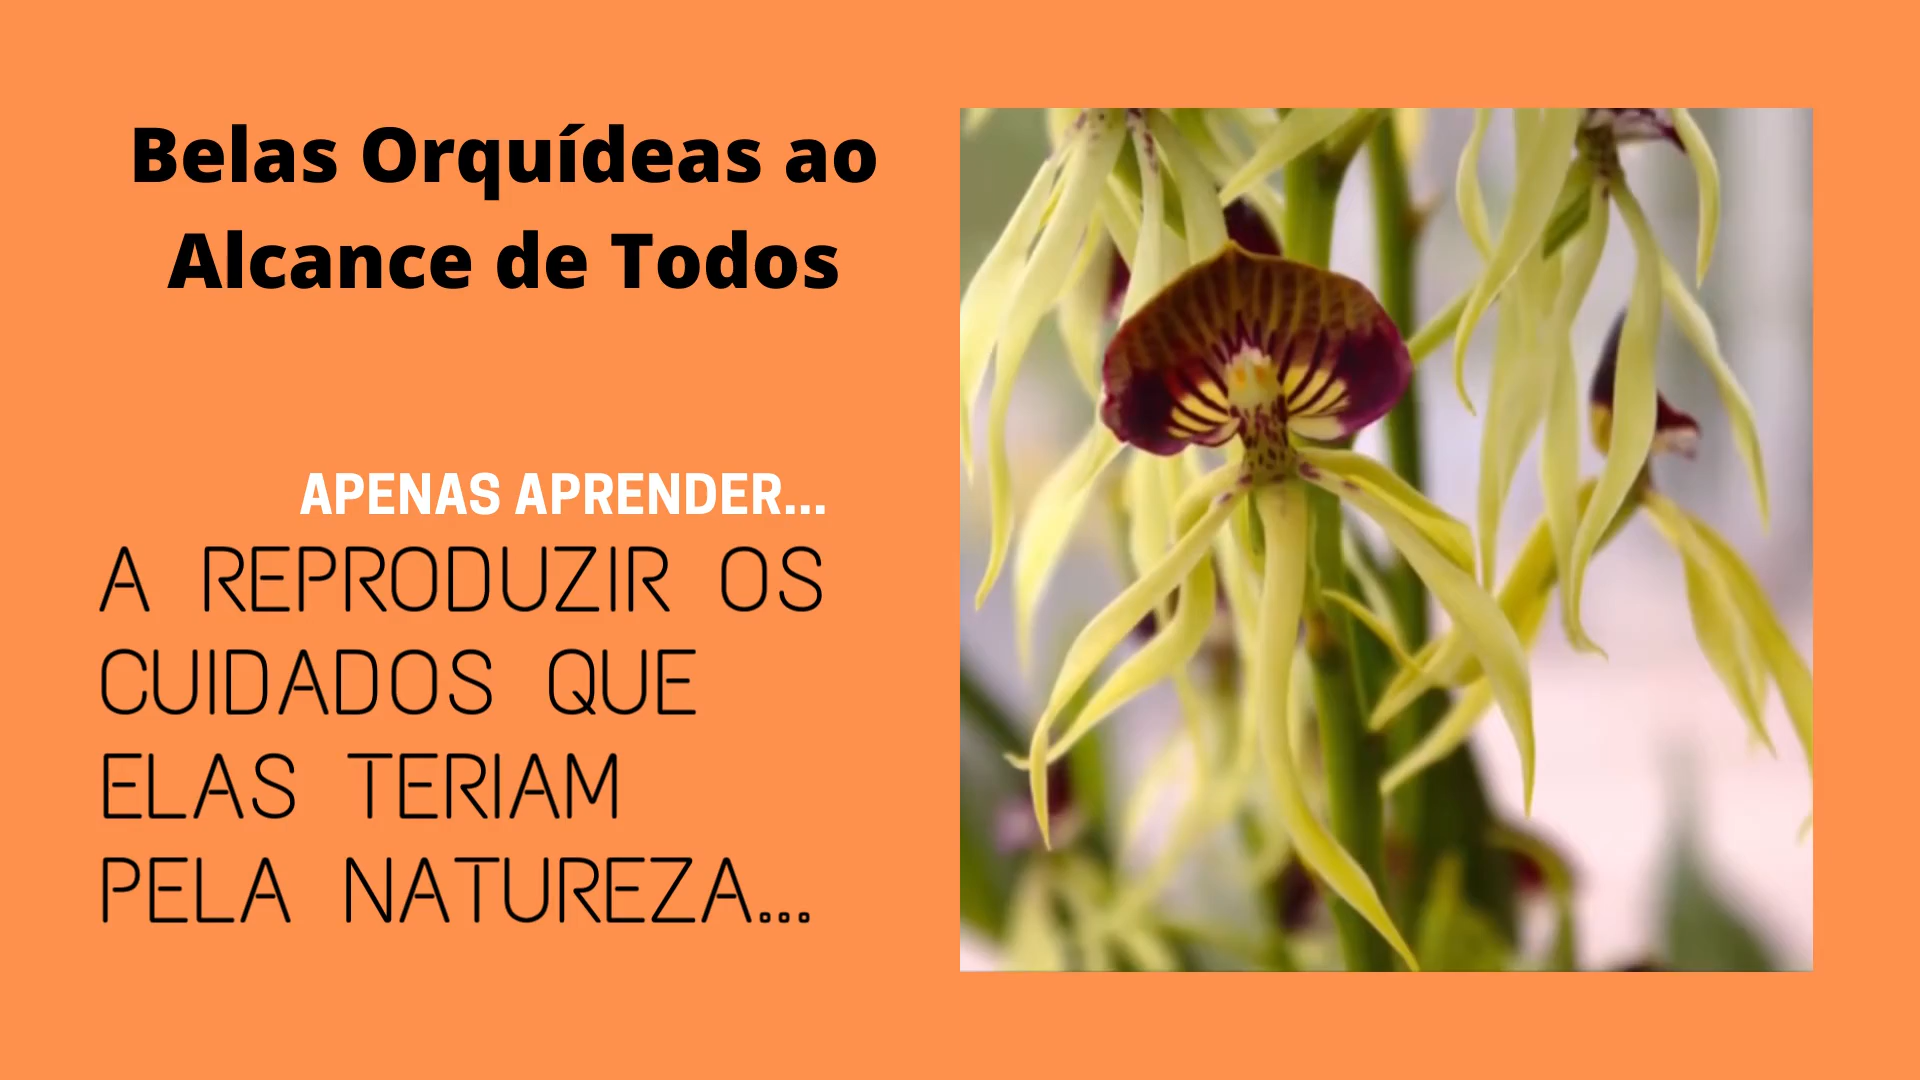 Belas Orquídeas ao
Alcance de Todos
APENAS APRENDER...
A REPRODUZIR OS
CUIDADOS QUE
ELAS TERIAM
PELA NATUREZA...